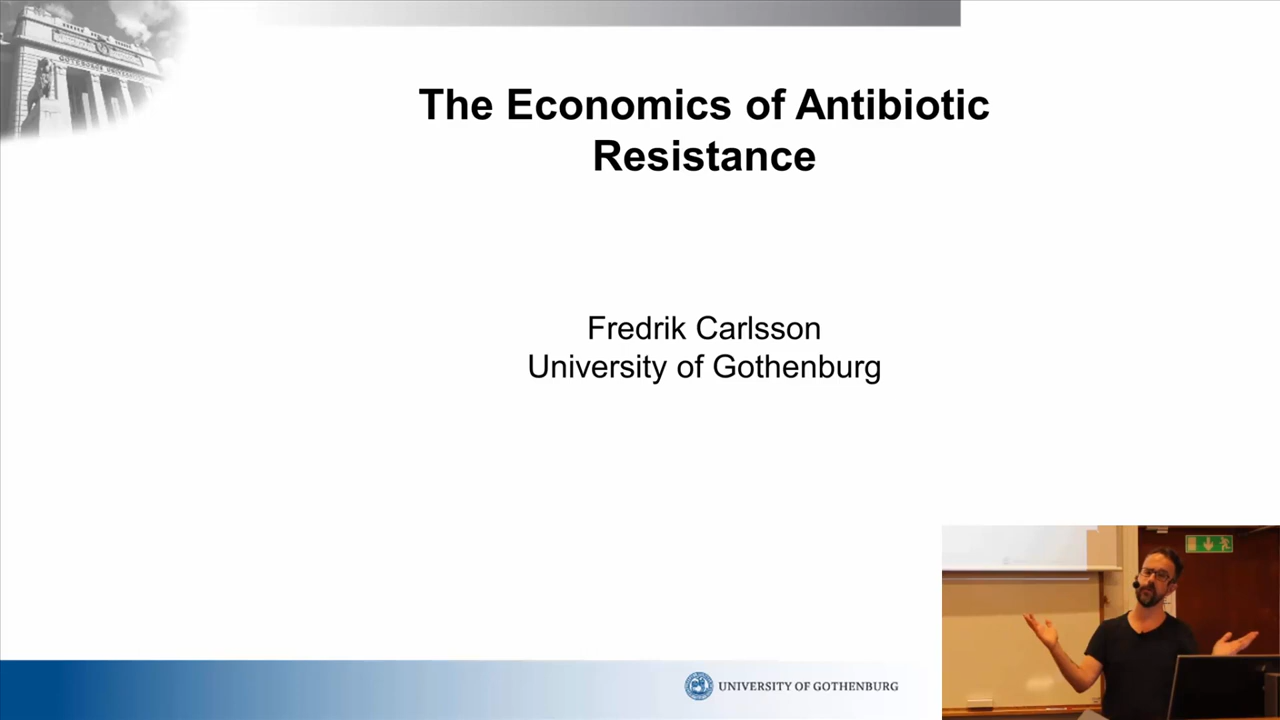 The Economics of Antibiotic
Resistance
Fredrik Carlsson
University of Gothenburg
UNIVERSITY OF GOTHENBURG